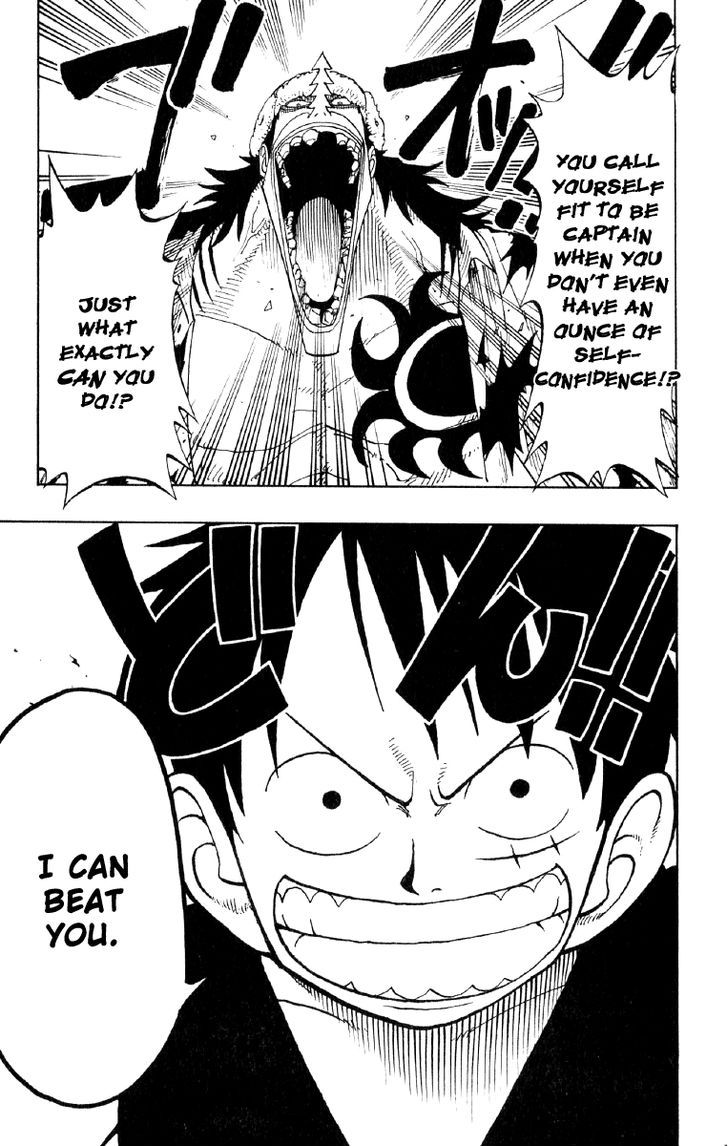 ブオオッ!!
YOU CALL
YOURSELF
FIT TO BE
CAPTAIN
WHEN YOU
DON'T EVEN
HAVE AN
OUNCE OF
SELF-
CONFIDENCE!?
JUST
WHAT
EXACTLY
CAN YOU
DO!?
どん!!
I CAN
BEAT
YOU.